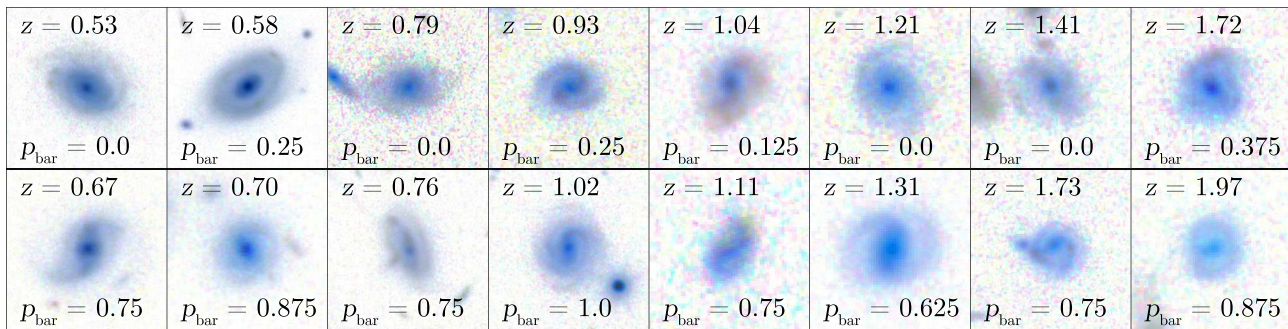 z = 0.53 z = 0.58 z = 0.79 z = 0.93 z = 1.04 z = 1.21 z = 1.41 z = 1.72
p_bar = 0.0 p_bar = 0.25 p_bar = 0.0 p_bar = 0.25 p_bar = 0.125 p_bar = 0.0 p_bar = 0.0 p_bar = 0.375
z = 0.67 z = 0.70 z = 0.76 z = 1.02 z = 1.11 z = 1.31 z = 1.73 z = 1.97
p_bar = 0.75 p_bar = 0.875 p_bar = 0.75 p_bar = 1.0 p_bar = 0.75 p_bar = 0.625 p_bar = 0.75 p_bar = 0.875